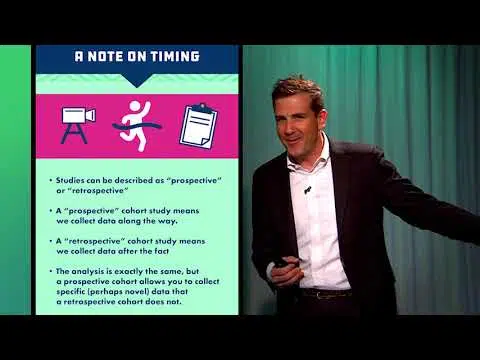 A NOTE ON TIMING
• Studies can be described as “prospective”
or “retrospective”
• A “prospective” cohort study means
we collect data along the way.
• A “retrospective” cohort study means
we collect data after the fact
• The analysis is exactly the same, but
a prospective cohort allows you to collect
specific (perhaps novel) data that
a retrospective cohort does not.